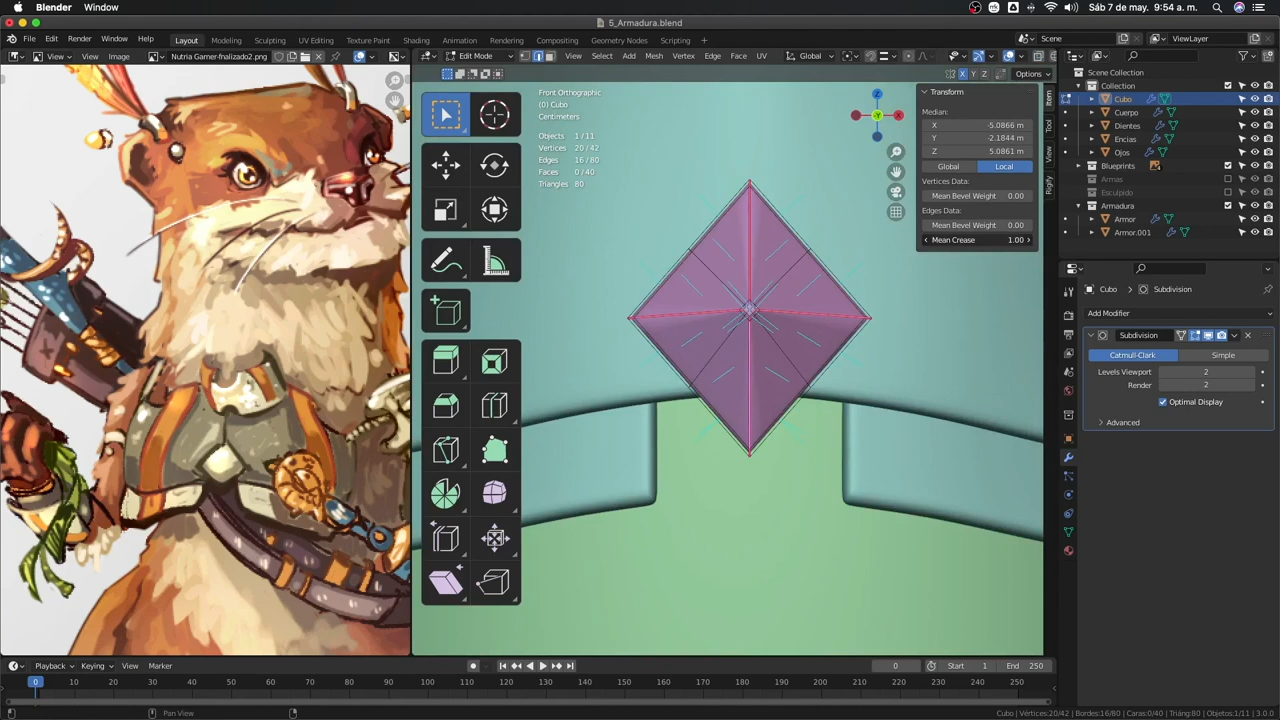 Blender Window
Sáb 7 de may. 9:54 a. m.
5_Armadura.blend
File Edit Render Window Help
Layout Modeling Sculpting UV Editing Texture Paint Shading Animation Rendering Compositing Geometry Nodes Scripting +
Scene
ViewLayer
View View Image
Nutria Gamer-fnalizado2.png
Edit Mode View Select Add Mesh Vertex Edge Face UV
Global
X Y Z Options
Front Orthographic
(0) Cubo
Centimeters
Objects 1/11
Vertices 20/42
Edges 16/80
Faces 0/40
Triangles 80
Z
Y
Transform
Median:
X -5.0866 m
Y -2.1844 m
Z 5.0861 m
Global Local
Vertices Data:
Mean Bevel Weight 0.00
Edges Data:
Mean Bevel Weight 0.00
Mean Crease 1.00
Item
Tool
View
Rigify
Scene Collection
Collection
Cubo
Cuerpo
Dientes
Encias
Ojos
Blueprints
Armas
Esculpido
Armadura
Armor
Armor.001
Cubo Subdivision
Add Modifier
Subdivision
Catmull-Clark Simple
Levels Viewport 2
Render 2
Optimal Display
Advanced
Playback Keying View Marker
0 Start 1 End 250
0 10 20 30 40 50 60 70 80 90 100 110 120 130 140 150 160 170 180 190 200 210 220 230 240 250
Pan View
Cubo | Vértices:20/42 | Bordes:16/80 | Caras:0/40 | Triáng:80 | Objetos:1/11 | 3.0.0